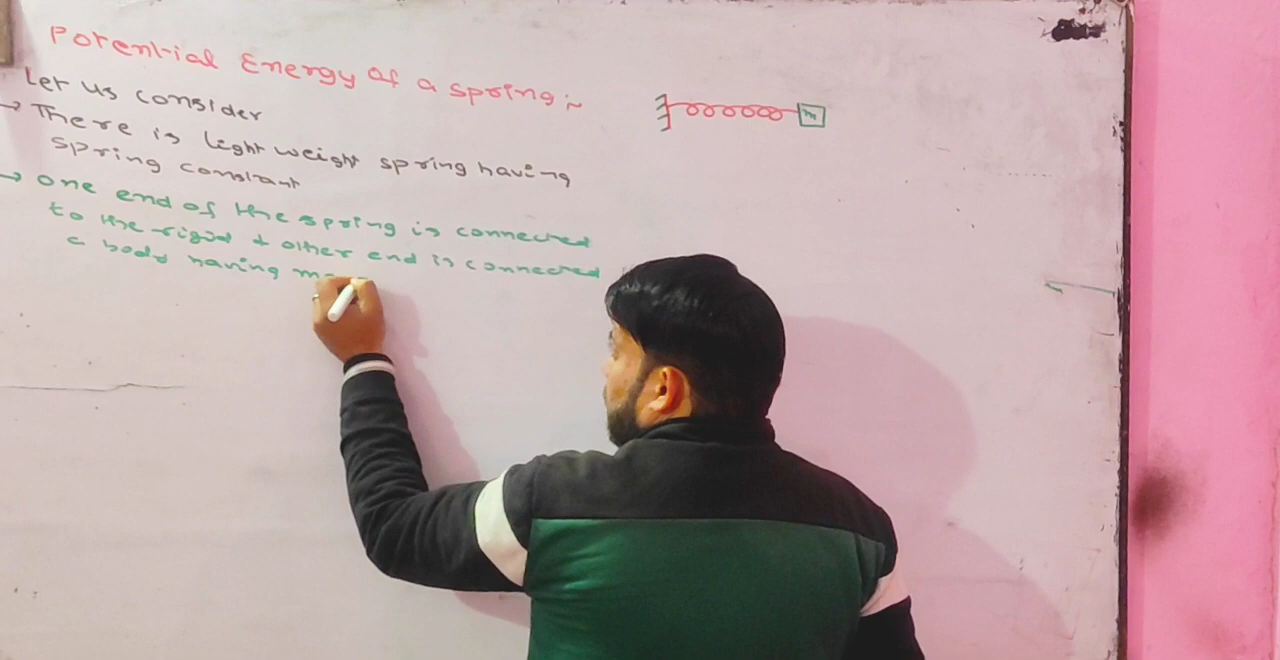 Potential Energy of a spring :~
Let us consider
→ There is light weight spring having
spring constant
→ one end of the spring is connected
to the rigid + other end is connected
a body having m
m